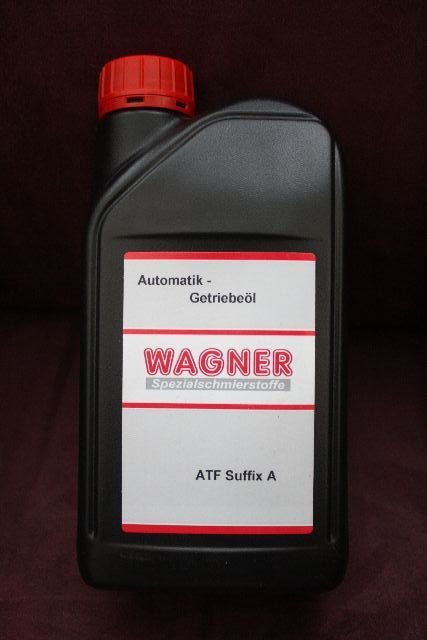 Automatik -
Getriebeöl
WAGNER
Spezialschmierstoffe
ATF Suffix A